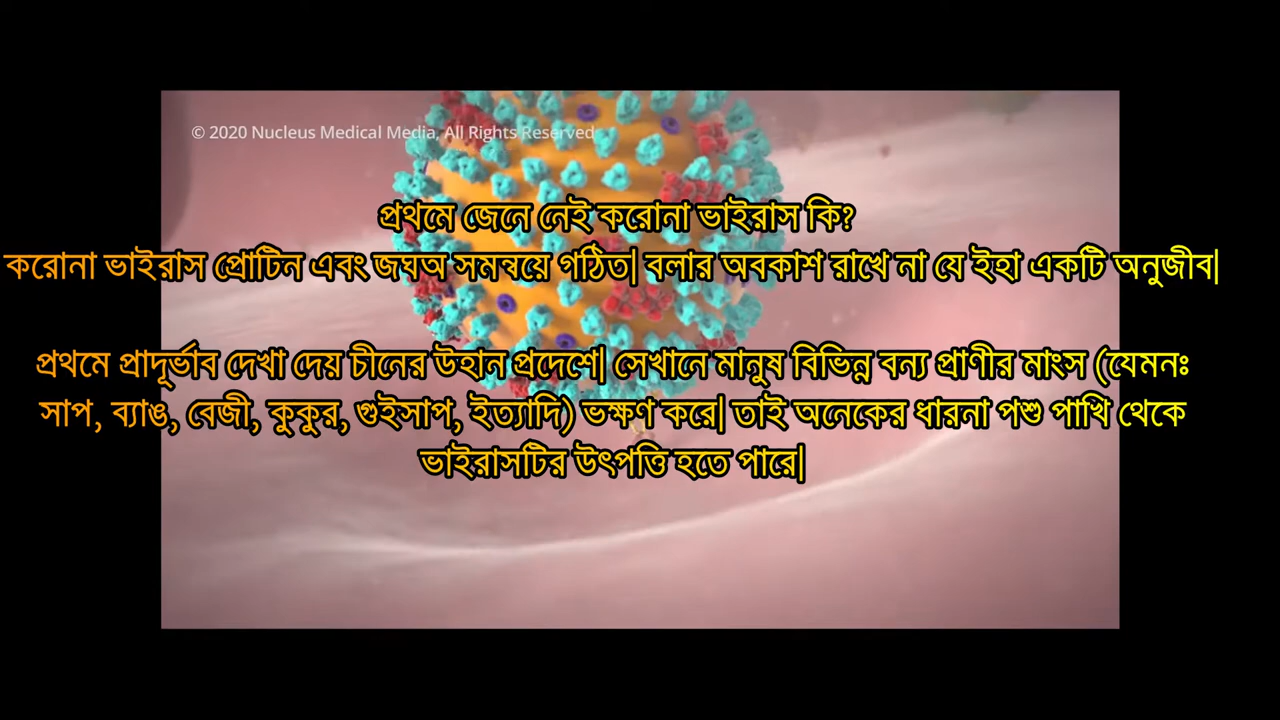 © 2020 Nucleus Medical Media, All Rights Reserved
প্রথমে জেনে নেই করোনা ভাইরাস কি?
করোনা ভাইরাস প্রোটিন এবং জঘঅ সমন্বয়ে গঠিত| বলার অবকাশ রাখে না যে ইহা একটি অনুজীব|
প্রথমে প্রাদূর্ভাব দেখা দেয় চীনের উহান প্রদেশে| সেখানে মানুষ বিভিন্ন বন্য প্রাণীর মাংস (যেমনঃ
সাপ, ব্যাঙ, বেজী, কুকুর, গুইসাপ, ইত্যাদি) ভক্ষণ করে| তাই অনেকের ধারনা পশু পাখি থেকে
ভাইরাসটির উৎপত্তি হতে পারে|